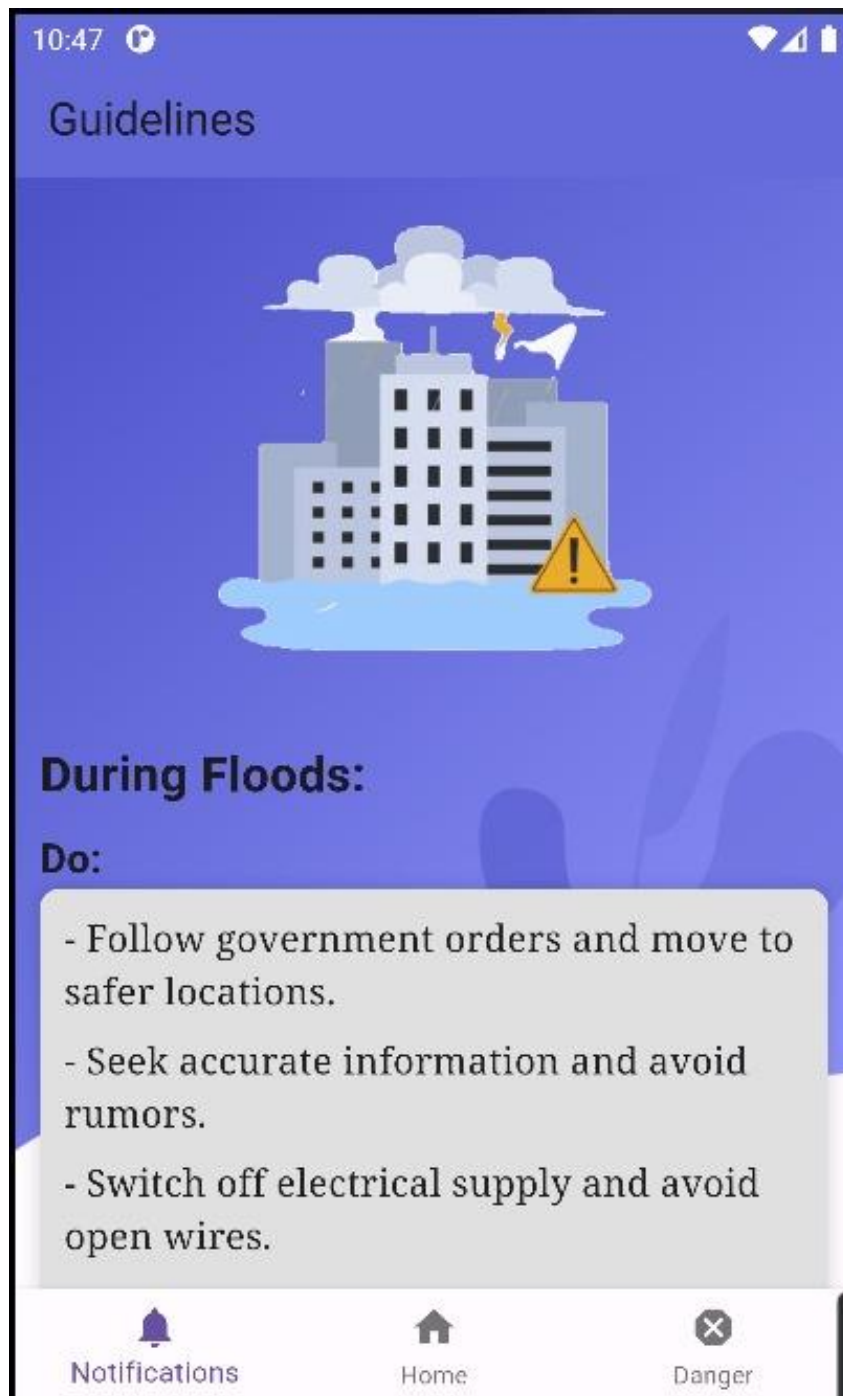 10:47
Guidelines
During Floods:
Do:
- Follow government orders and move to
safer locations.
- Seek accurate information and avoid
rumors.
- Switch off electrical supply and avoid
open wires.
Notifications
Home
Danger